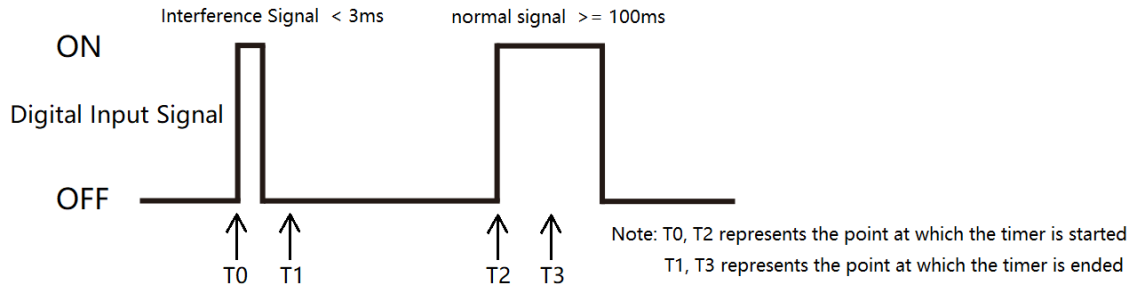 Interference Signal < 3ms
normal signal >= 100ms
ON
Digital Input Signal
OFF
Note: T0, T2 represents the point at which the timer is started
T1, T3 represents the point at which the timer is ended
T0
T1
T2
T3